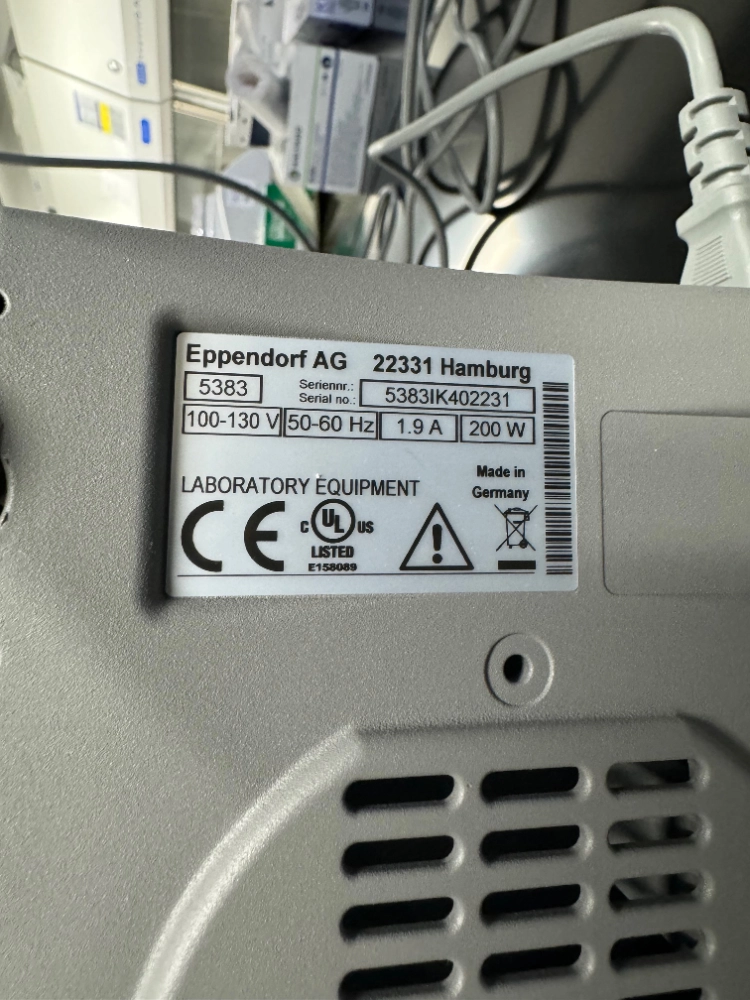 Eppendorf AG 22331 Hamburg
5383 Seriennr.: 5383IK402231
Serial no.:
100-130 V 50-60 Hz 1.9 A 200 W
Made in
Germany
LABORATORY EQUIPMENT
CE
c UL US
LISTED
E158089